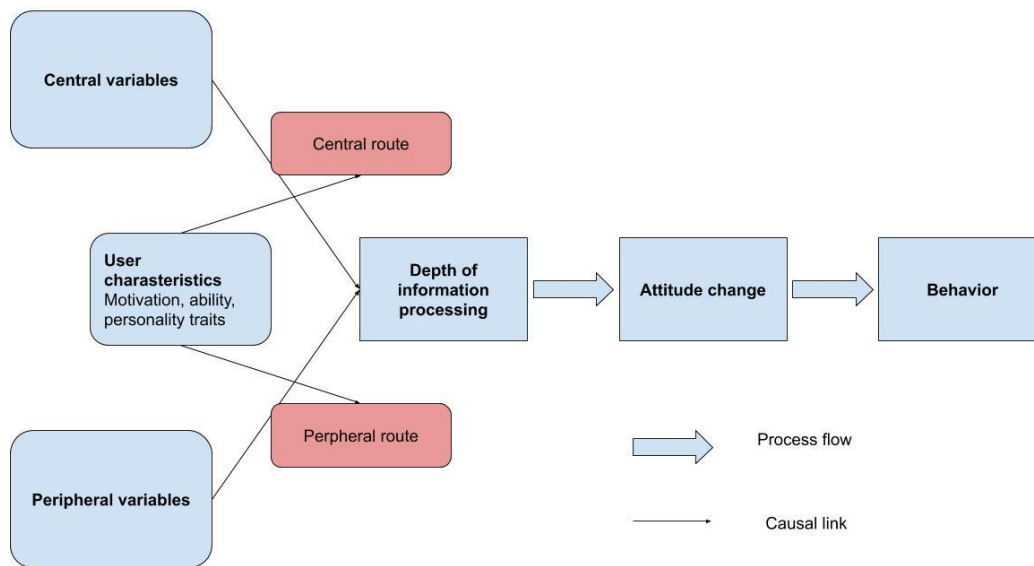 Central variables
Central route
User
charasteristics
Motivation, ability,
personality traits
Depth of
information
processing
Attitude change
Behavior
Perpheral route
Peripheral variables
Process flow
Causal link